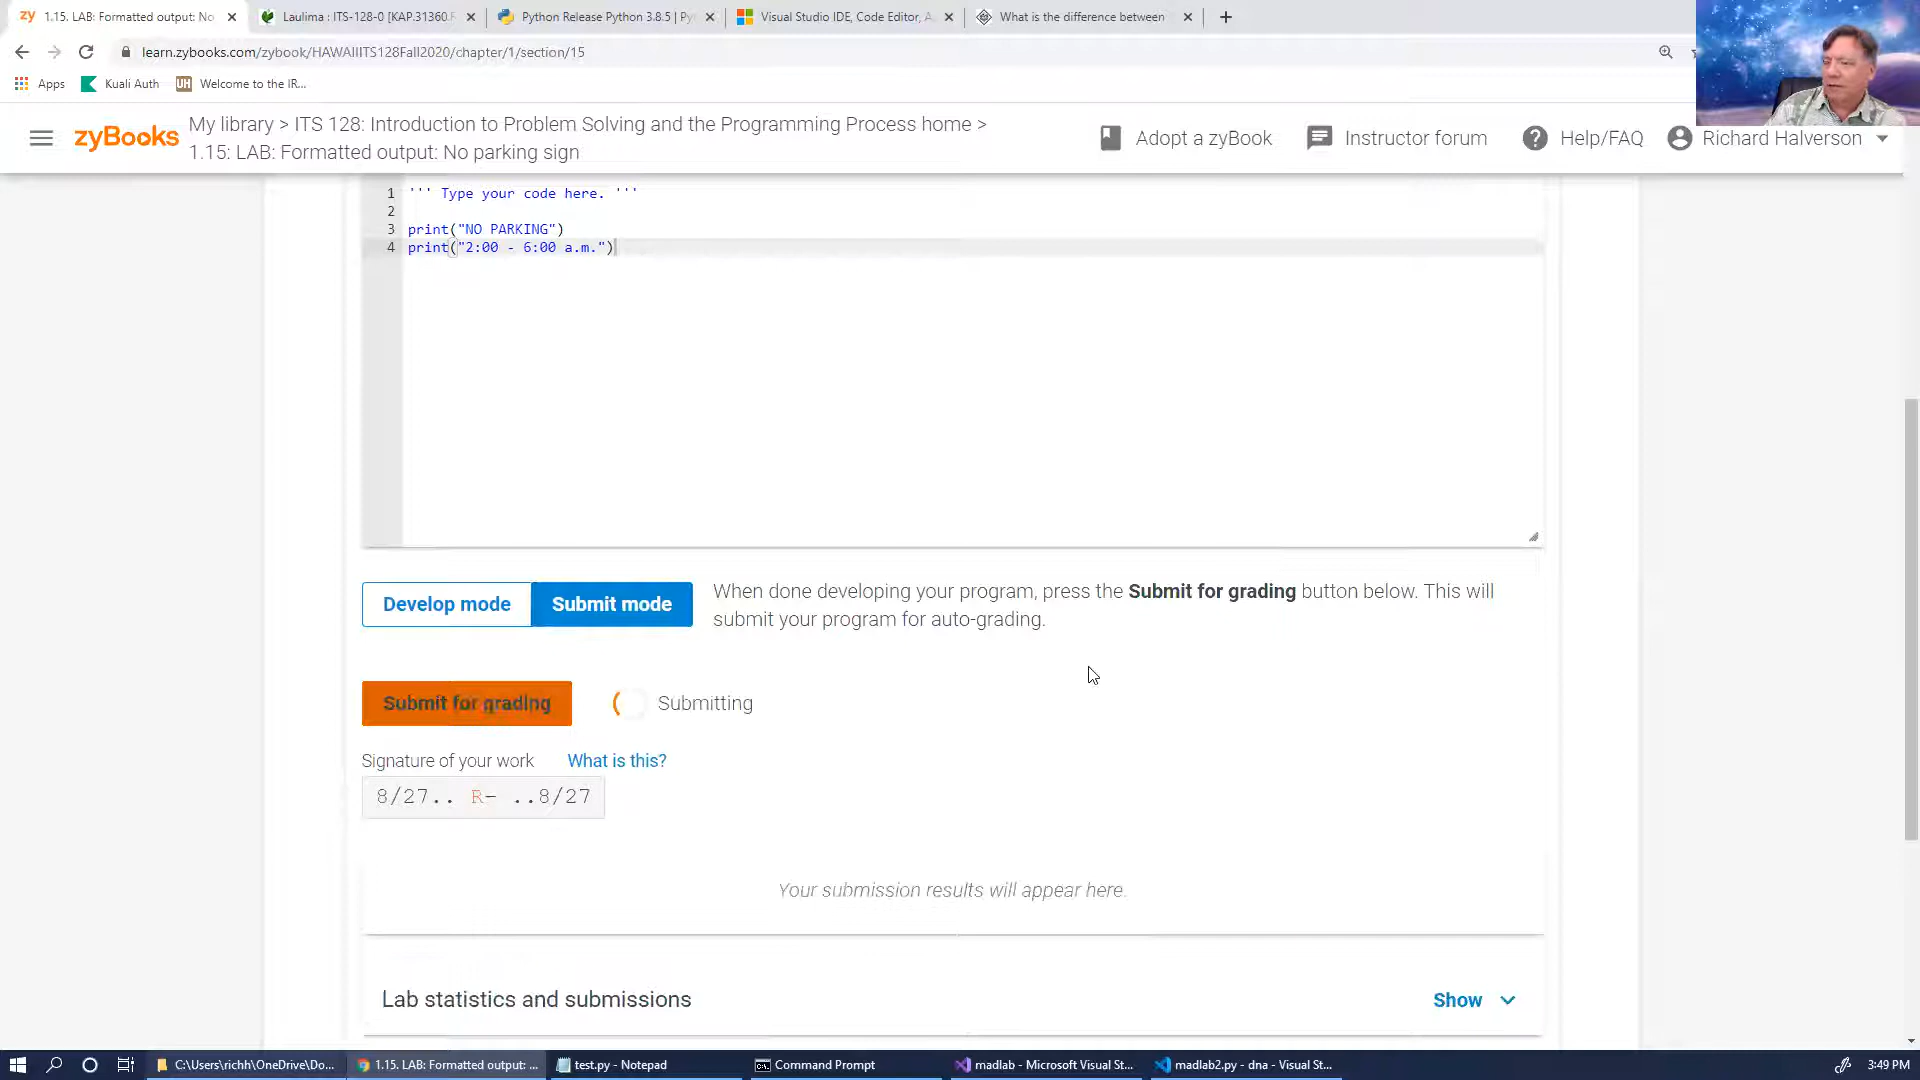 zy 1.15. LAB: Formatted output: No
Laulima : ITS-128-0 [KAP.31360.F
Python Release Python 3.8.5 | Py
Visual Studio IDE, Code Editor, A
What is the difference between
learn.zybooks.com/zybook/HAWAIIITS128Fall2020/chapter/1/section/15
Apps
Kuali Auth
UH Welcome to the IR...
zyBooks
My library > ITS 128: Introduction to Problem Solving and the Programming Process home >
1.15: LAB: Formatted output: No parking sign
Adopt a zyBook
Instructor forum
Help/FAQ
Richard Halverson
1 ''' Type your code here. '''
2
3 print("NO PARKING")
4 print("2:00 - 6:00 a.m.")
Develop mode
Submit mode
When done developing your program, press the Submit for grading button below. This will
submit your program for auto-grading.
Submit for grading
Submitting
Signature of your work
What is this?
8/27.. R- ..8/27
Your submission results will appear here.
Lab statistics and submissions
Show
C:\Users\richh\OneDrive\Do...
1.15. LAB: Formatted output: ...
test.py - Notepad
Command Prompt
madlab - Microsoft Visual St...
madlab2.py - dna - Visual St...
3:49 PM